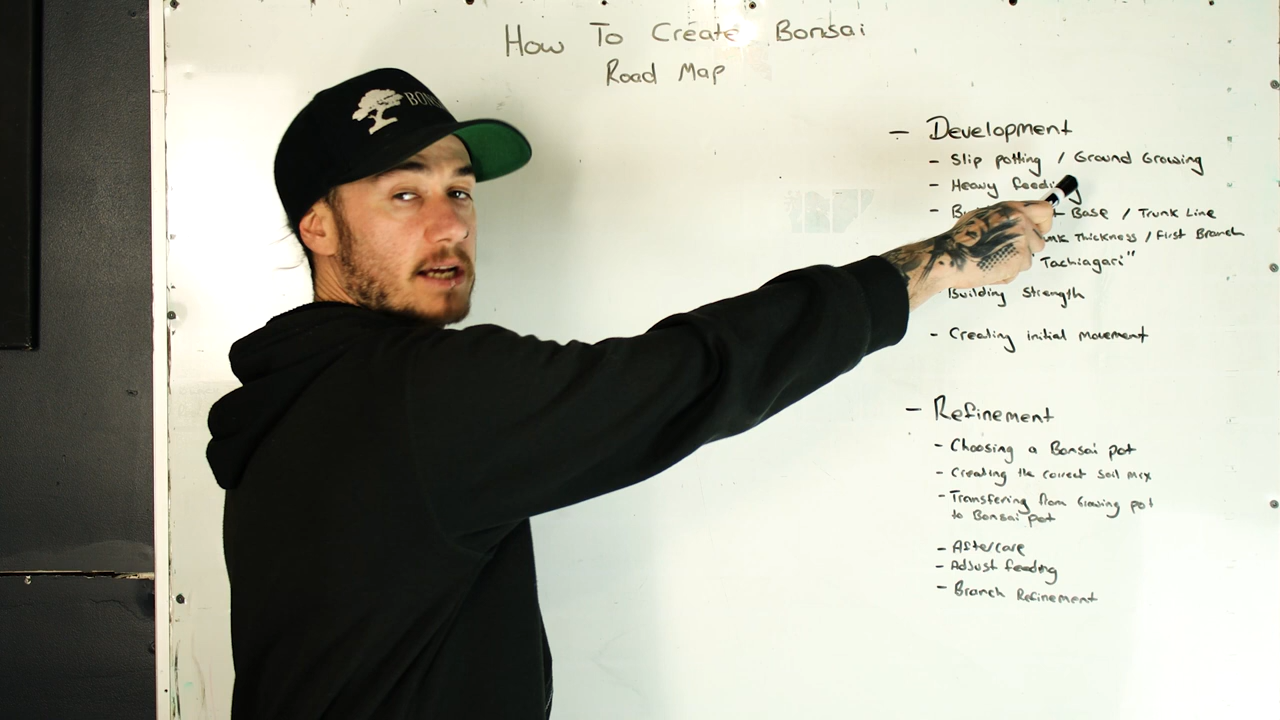 How To Create Bonsai
Road Map
- Development
- Slip potting / Ground Growing
- Heavy feeding
- Base / Trunk Line
Thickness / First Branch
Tachiagari"
Building Strength
- Creating initial movement
- Refinement
- Choosing a Bonsai pot
- Creating the correct soil mix
- Transfering from Growing pot
to Bonsai pot
- Aftercare
- Adjust feeding
- Branch Refinement